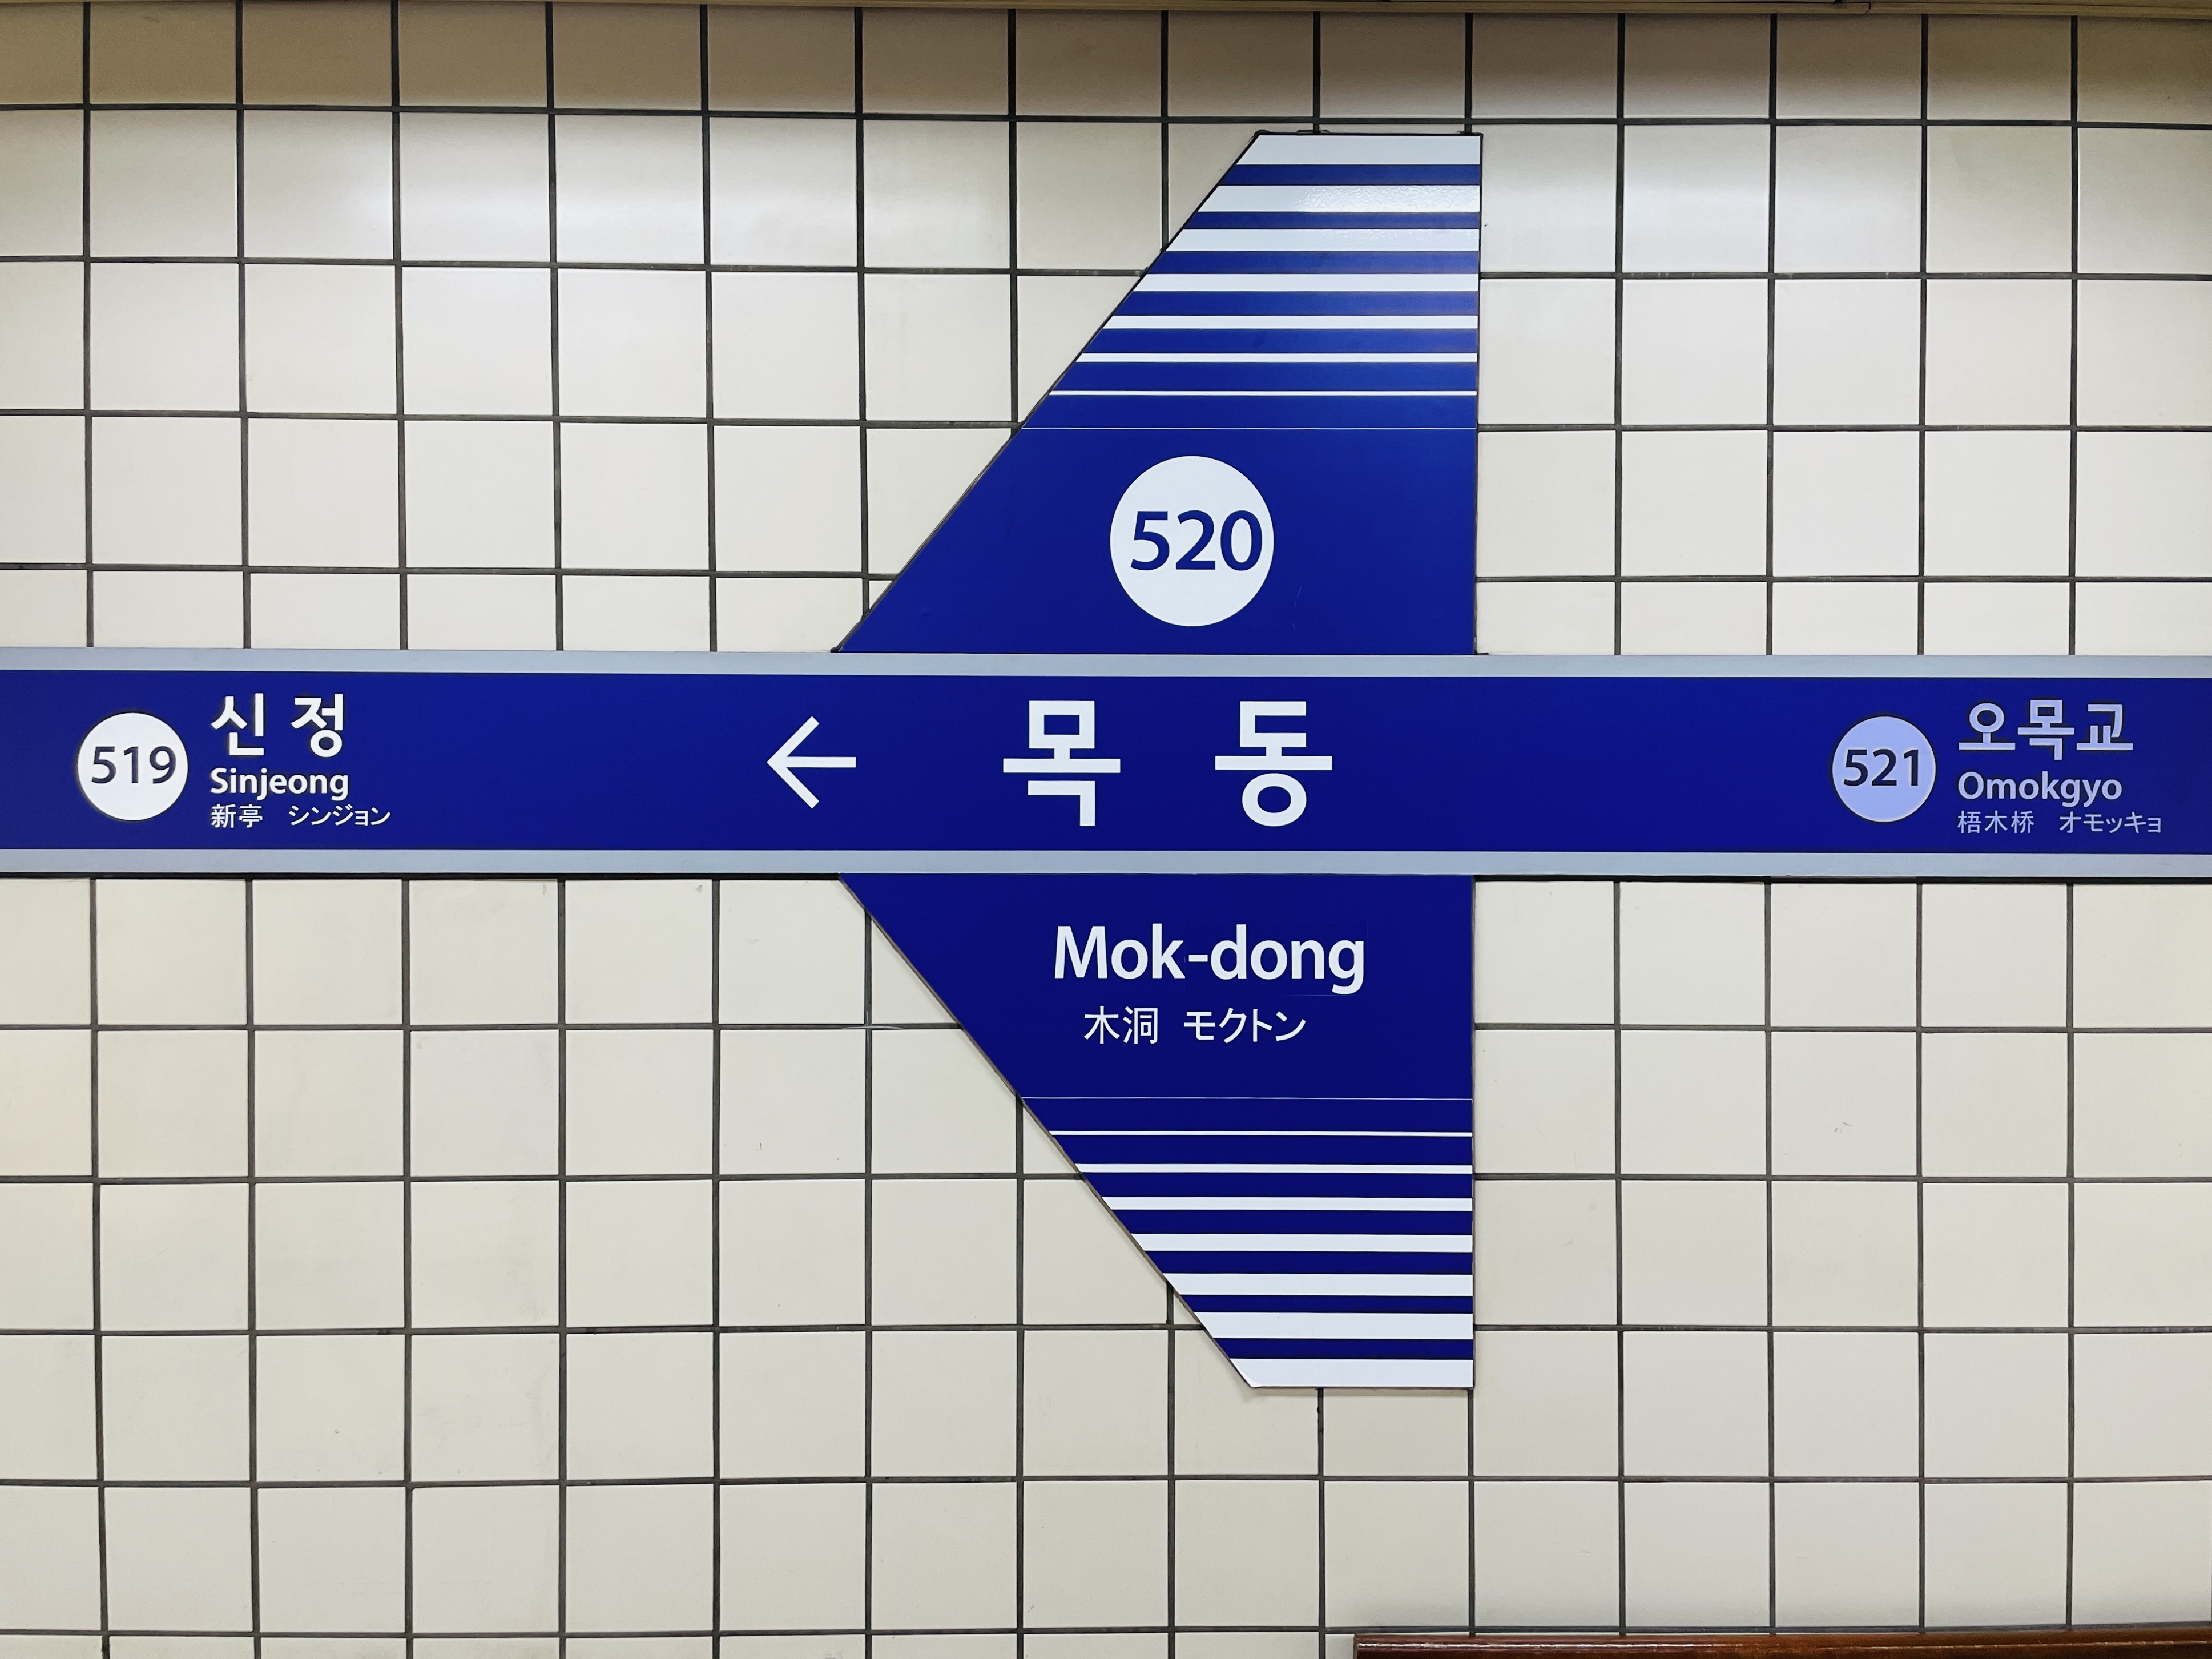 520
519
신정
Sinjeong
新亭 シンジョン
← 목동
521
오목교
Omokgyo
梧木桥 オモッキョ
Mok-dong
木洞 モクトン